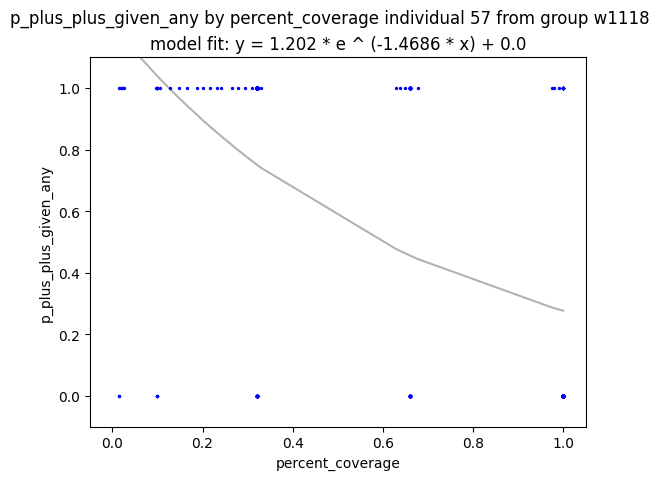 p_plus_plus_given_any by percent_coverage individual 57 from group w1118
model fit: y = 1.202 * e ^ (-1.4686 * x) + 0.0
1.0
0.8
0.6
0.4
0.2
0.0
p_plus_plus_given_any
0.0 0.2 0.4 0.6 0.8 1.0
percent_coverage